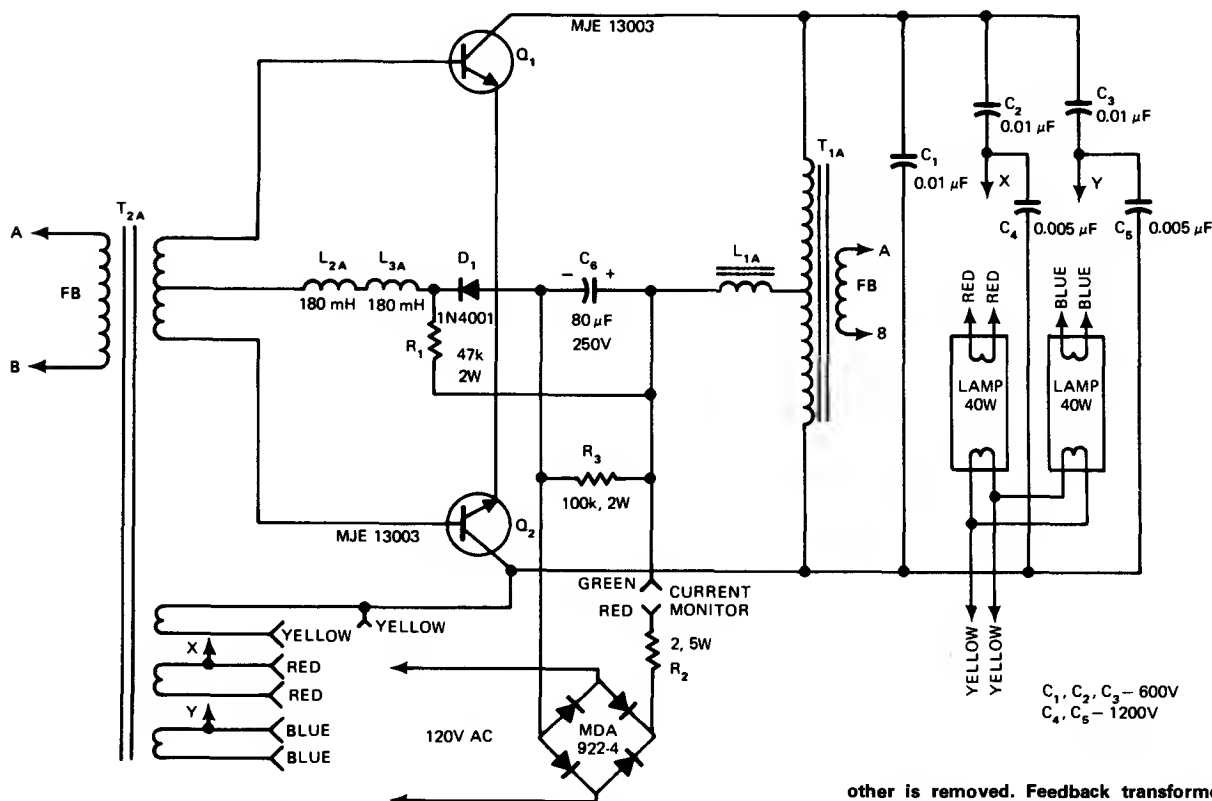 MJE 13003
Q1
C2
0.01 µF
C3
0.01 µF
T1A
C1
0.01 µF
X
Y
C4
0.005 µF
C5
0.005 µF
T2A
A
FB
B
L2A
180 mH
L3A
180 mH
D1
1N4001
R1
47k
2W
− C6 +
80 µF
250V
L1A
A
FB
B
RED
RED
BLUE
BLUE
LAMP
40W
LAMP
40W
R3
100k, 2W
MJE 13003
Q2
GREEN
RED
CURRENT
MONITOR
2, 5W
R2
YELLOW
YELLOW
X
RED
RED
Y
BLUE
BLUE
120V AC
MDA
922-4
YELLOW
YELLOW
C1, C2, C3 – 600V
C4, C5 – 1200V
other is removed. Feedback transforme